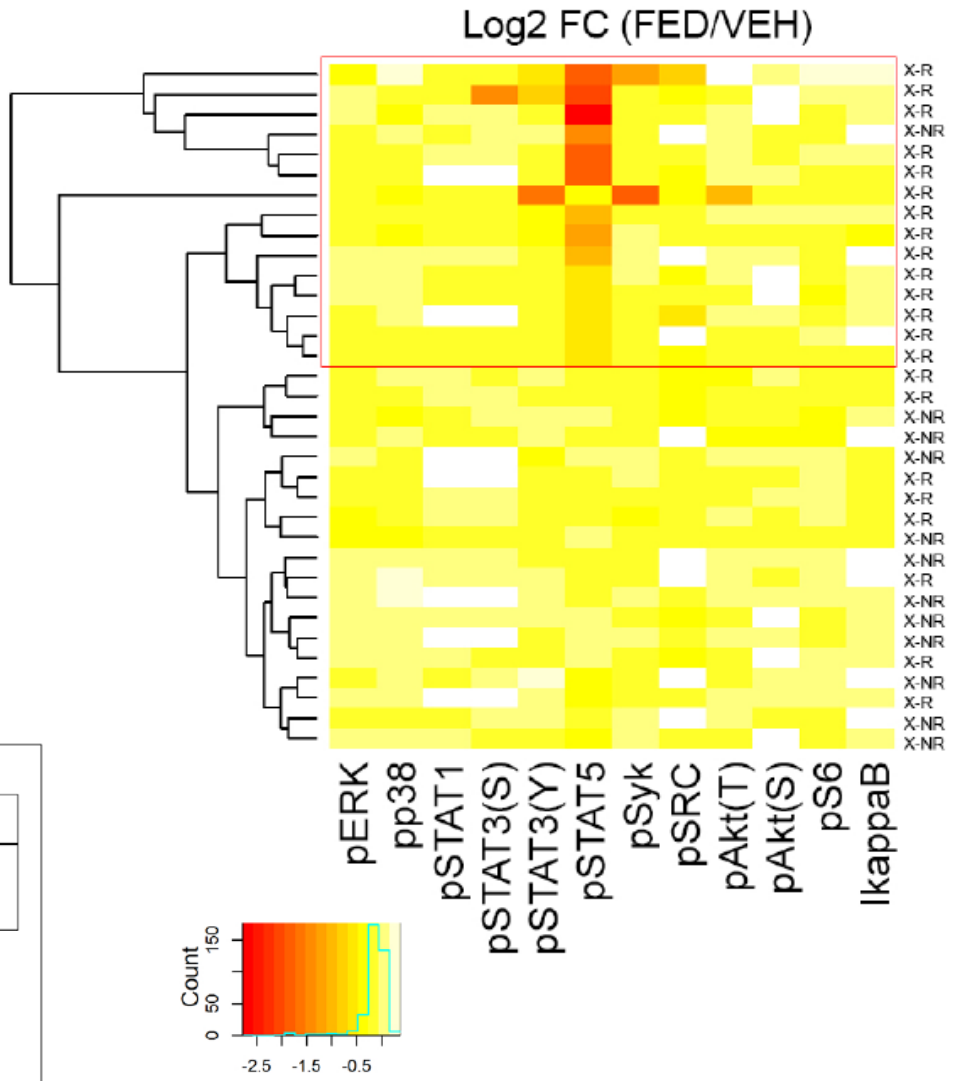 Log2 FC (FED/VEH)
X-R
X-R
X-R
X-NR
X-R
X-R
X-R
X-R
X-R
X-R
X-R
X-R
X-R
X-R
X-R
X-R
X-R
X-NR
X-NR
X-NR
X-R
X-R
X-R
X-NR
X-NR
X-R
X-NR
X-NR
X-NR
X-R
X-NR
X-R
X-NR
X-NR
pERK
pp38
pSTAT1
pSTAT3(S)
pSTAT3(Y)
pSTAT5
pSyk
pSRC
pAkt(T)
pAkt(S)
pS6
IkappaB
Count
0
50
150
-2.5
-1.5
-0.5